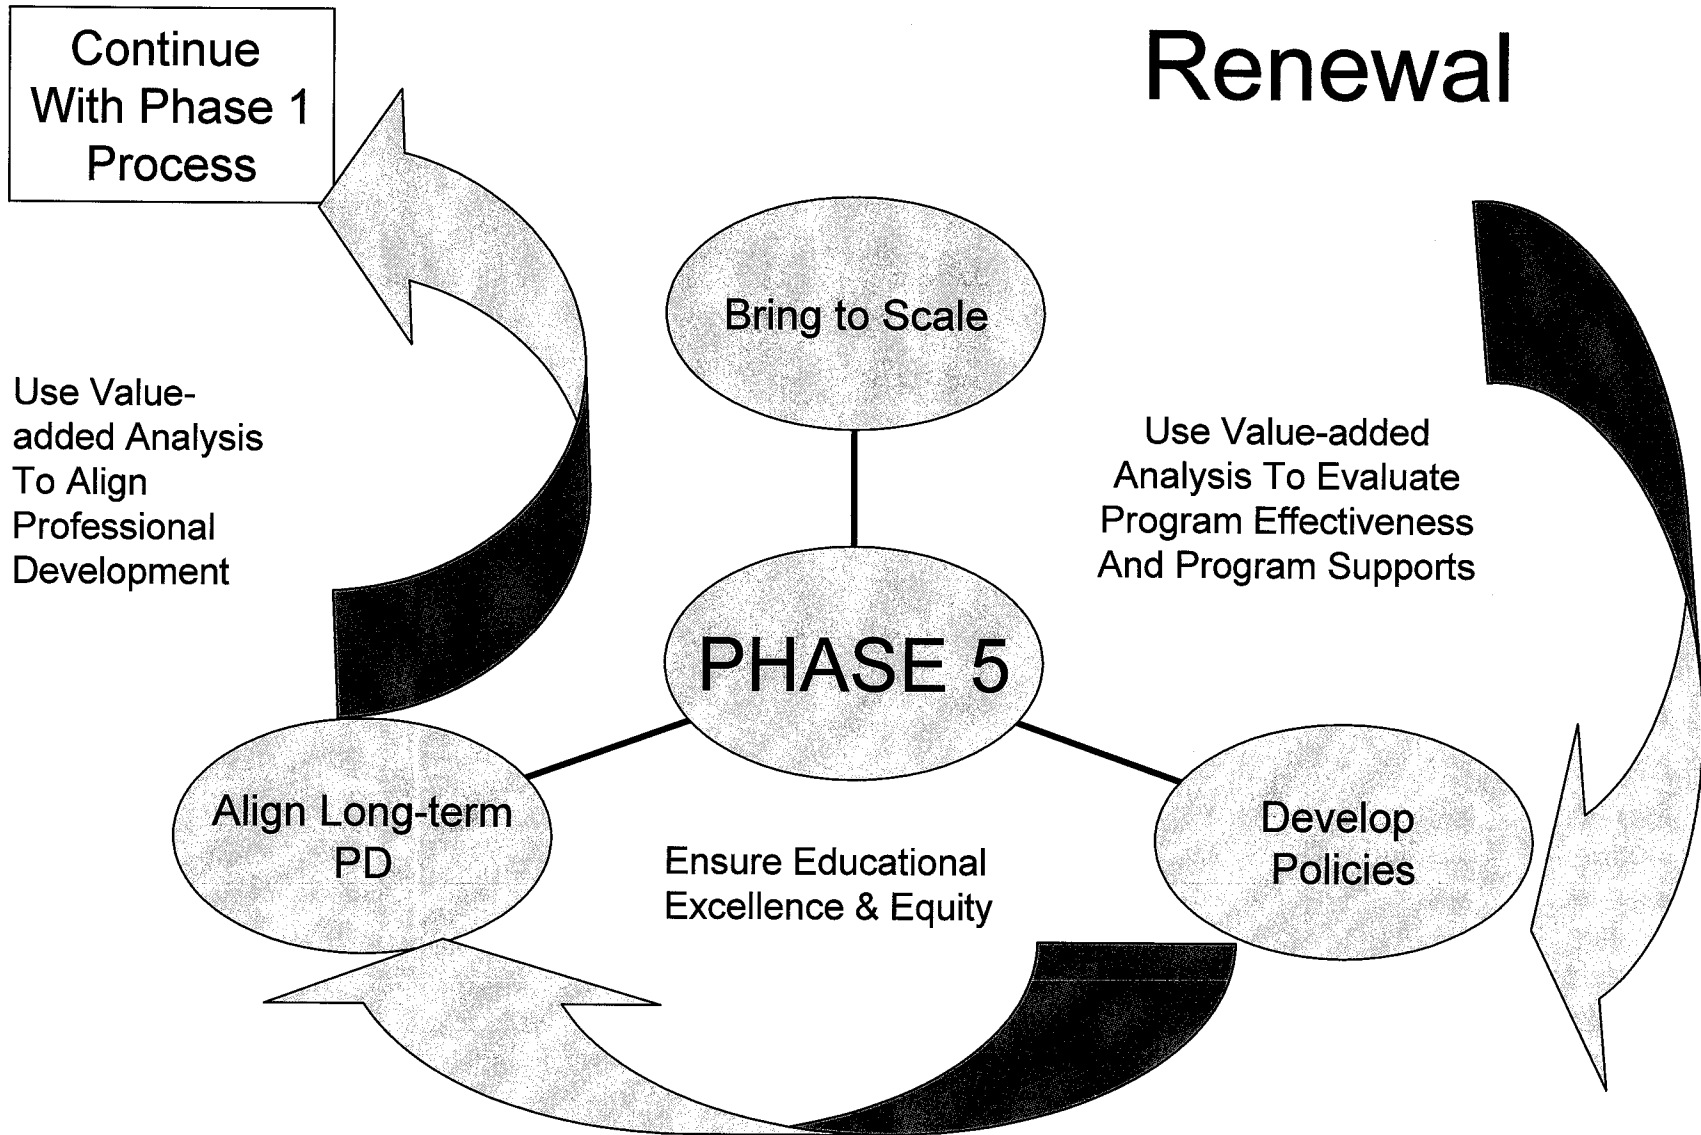 Continue
With Phase 1
Process
Renewal
Bring to Scale
Use Value-
added Analysis
To Align
Professional
Development
Use Value-added
Analysis To Evaluate
Program Effectiveness
And Program Supports
PHASE 5
Align Long-term
PD
Ensure Educational
Excellence & Equity
Develop
Policies